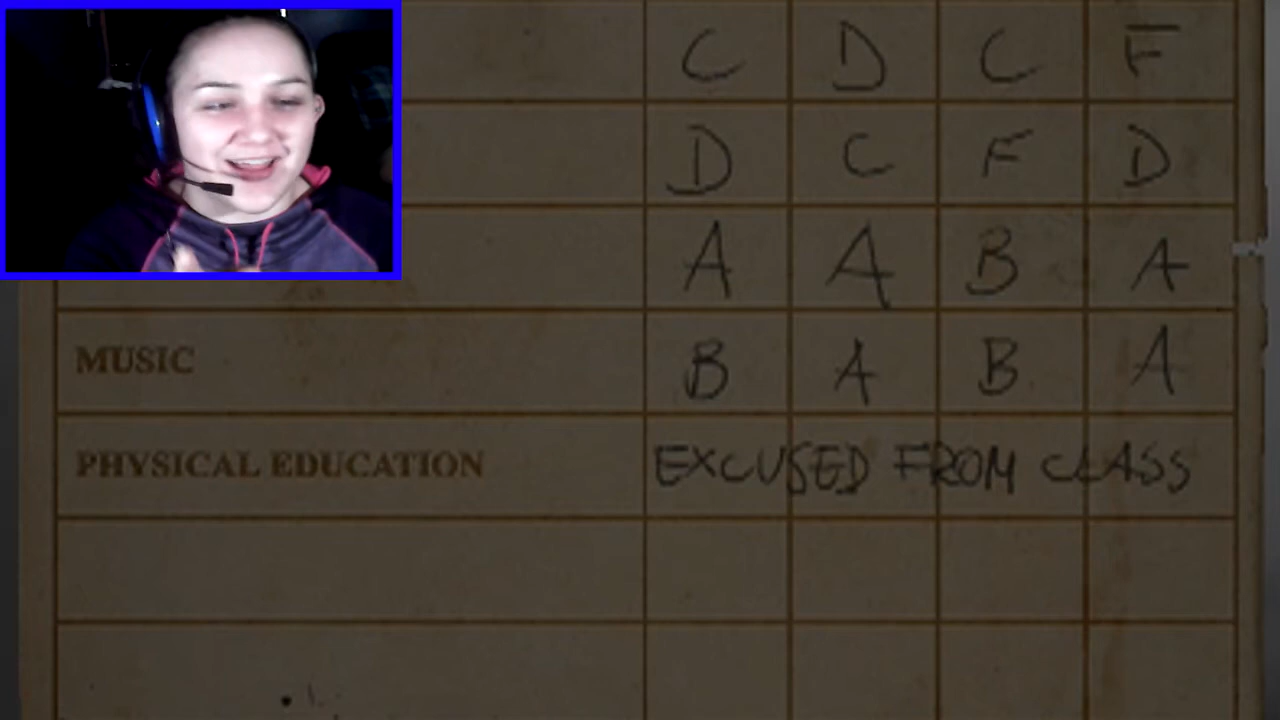 C D C F
D C F D
A A B A
MUSIC B A B A
PHYSICAL EDUCATION EXCUSED FROM CLASS